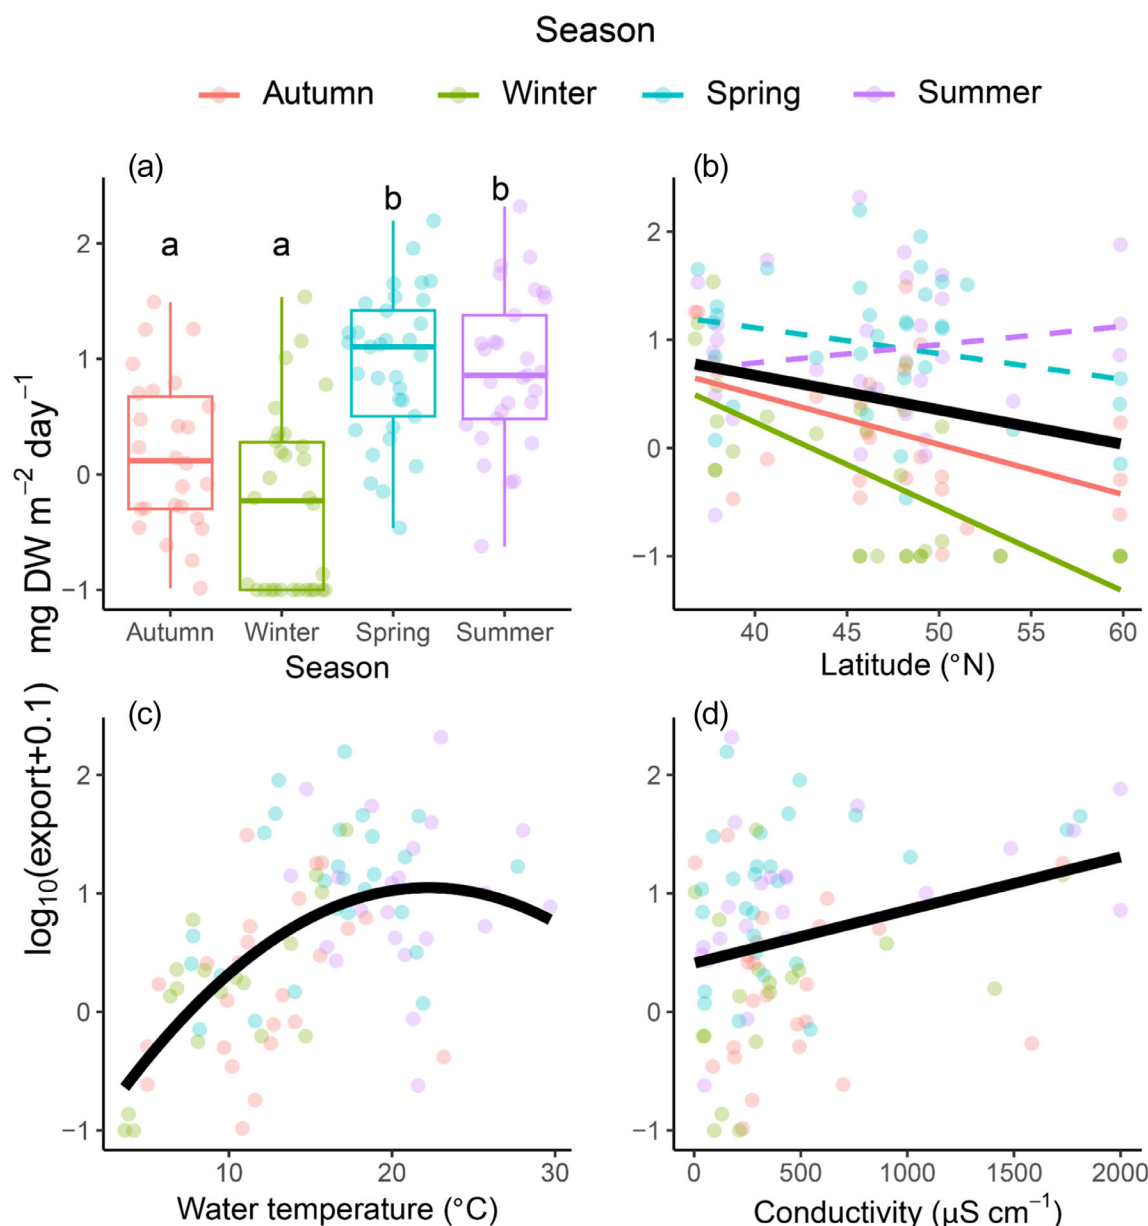 Season
Autumn Winter Spring Summer
(a)
2
1
0
−1
a a b b
Autumn Winter Spring Summer
Season
(b)
2
1
0
−1
40 45 50 55 60
Latitude (°N)
log₁₀(export+0.1) mg DW m⁻² day⁻¹
(c)
2
1
0
−1
10 20 30
Water temperature (°C)
(d)
2
1
0
−1
0 500 1000 1500 2000
Conductivity (µS cm⁻¹)